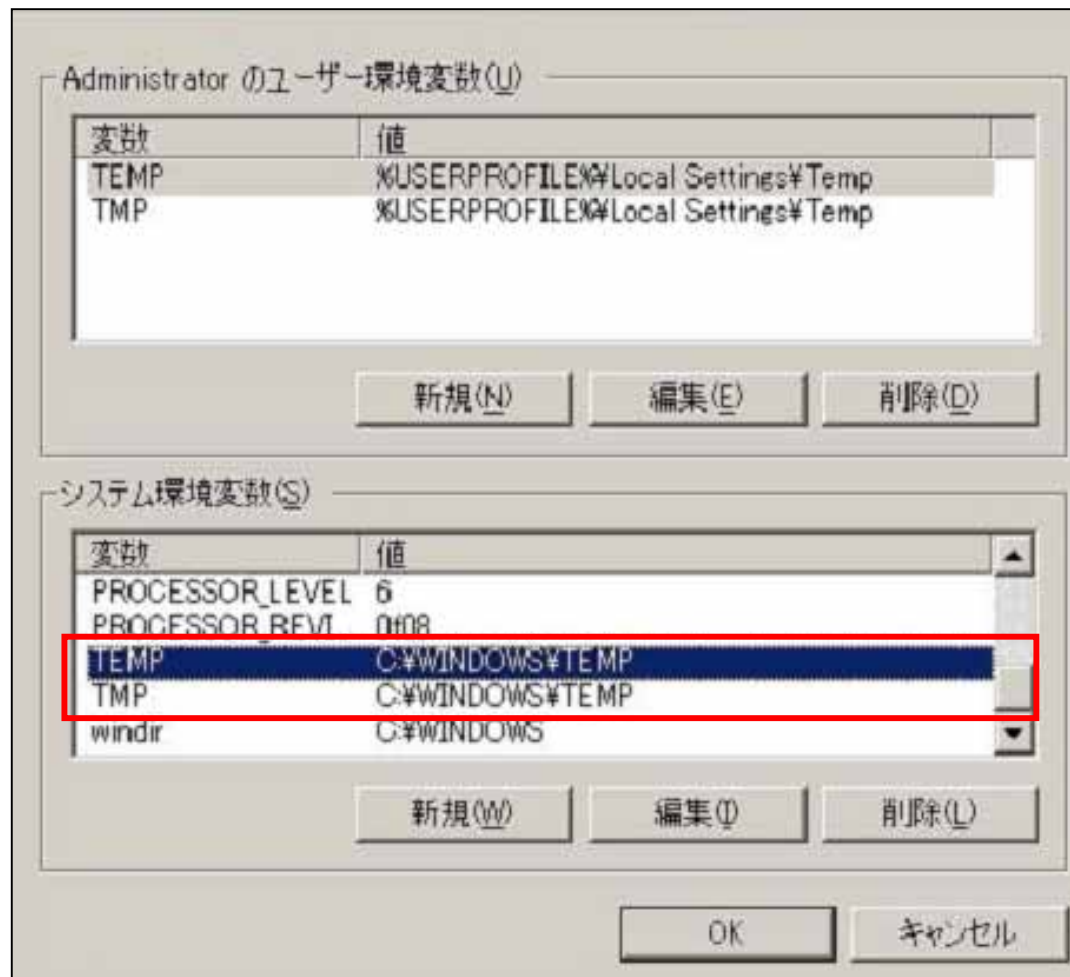 Administrator のユーザー環境変数(U)
変数 値
TEMP %USERPROFILE%¥Local Settings¥Temp
TMP %USERPROFILE%¥Local Settings¥Temp
新規(N) 編集(E) 削除(D)
システム環境変数(S)
変数 値
PROCESSOR_LEVEL 6
PROCESSOR_REVI... 0f08
TEMP C:¥WINDOWS¥TEMP
TMP C:¥WINDOWS¥TEMP
windir C:¥WINDOWS
新規(W) 編集(I) 削除(L)
OK キャンセル